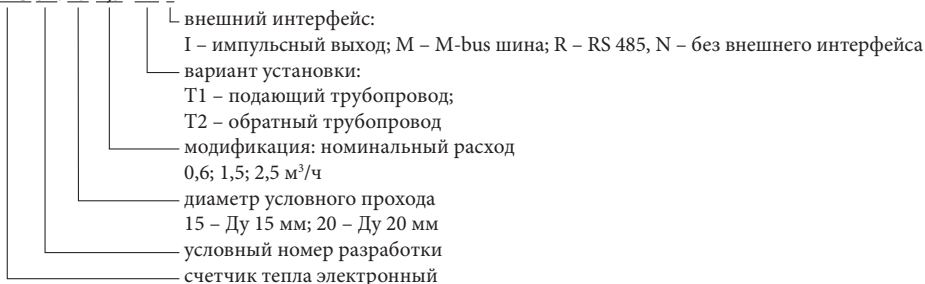 внешний интерфейс:
I – импульсный выход; M – M-bus шина; R – RS 485, N – без внешнего интерфейса
вариант установки:
T1 – подающий трубопровод;
T2 – обратный трубопровод
модификация: номинальный расход
0,6; 1,5; 2,5 м³/ч
диаметр условного прохода
15 – Ду 15 мм; 20 – Ду 20 мм
условный номер разработки
счетчик тепла электронный